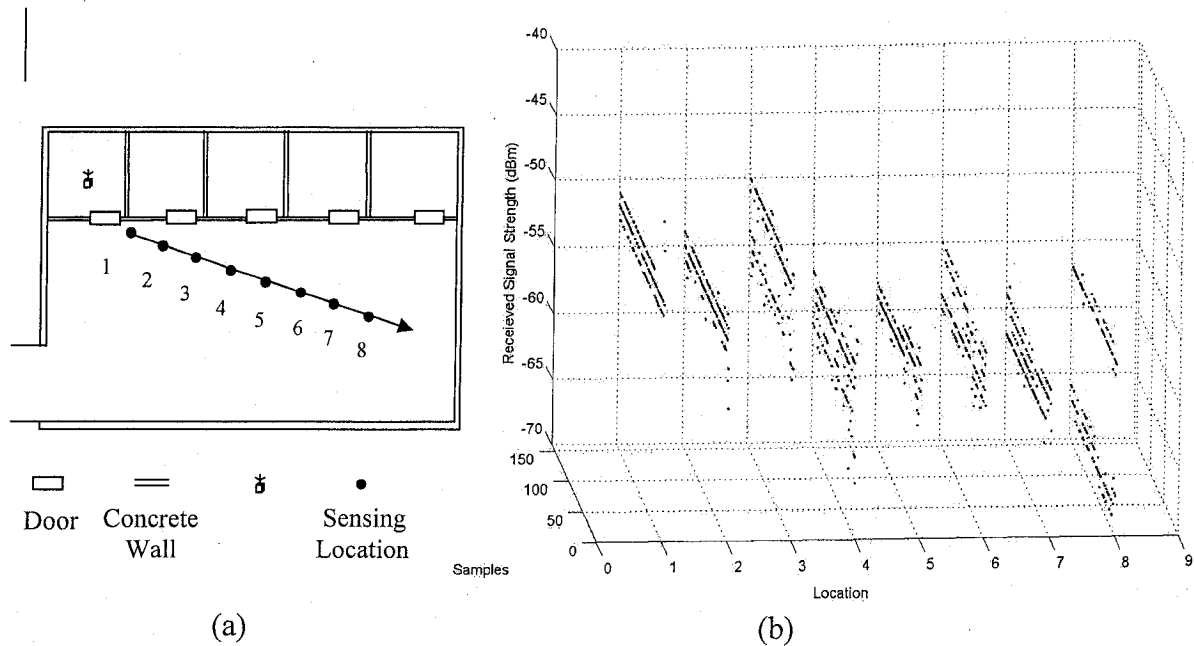 1
2
3
4
5
6
7
8
Door
Concrete
Wall
Sensing
Location
(a)
-40
-45
-50
-55
-60
-65
-70
150
100
50
0
Receieved Signal Strength (dBm)
Samples
0
1
2
3
4
5
6
7
8
9
Location
(b)